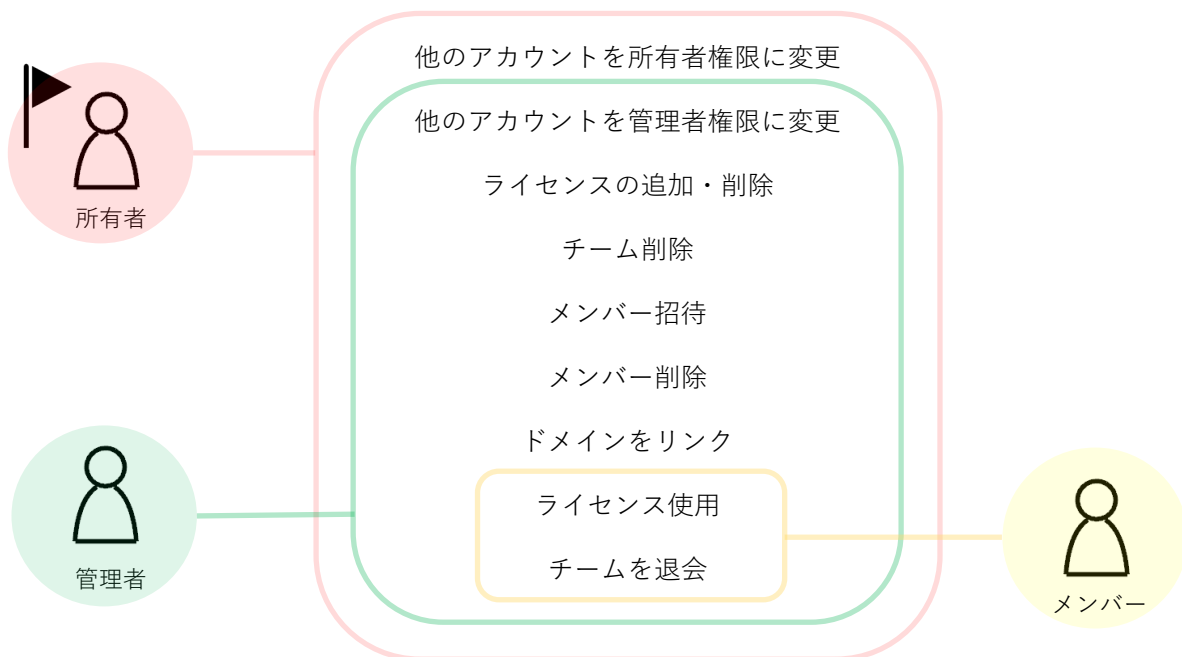 他のアカウントを所有者権限に変更
他のアカウントを管理者権限に変更
ライセンスの追加・削除
所有者
チーム削除
メンバー招待
メンバー削除
ドメインをリンク
ライセンス使用
チームを退会
管理者
メンバー